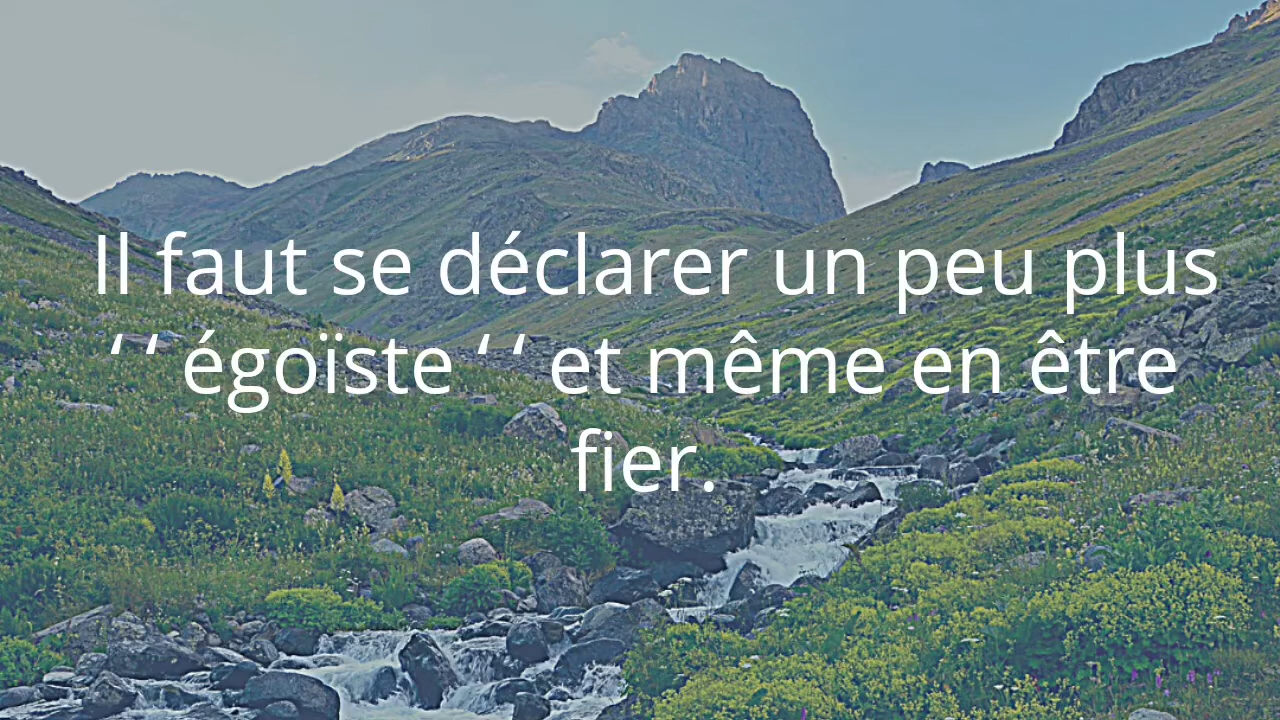 Il faut se déclarer un peu plus
‘‘égoïste ‘‘ et même en être
fier.